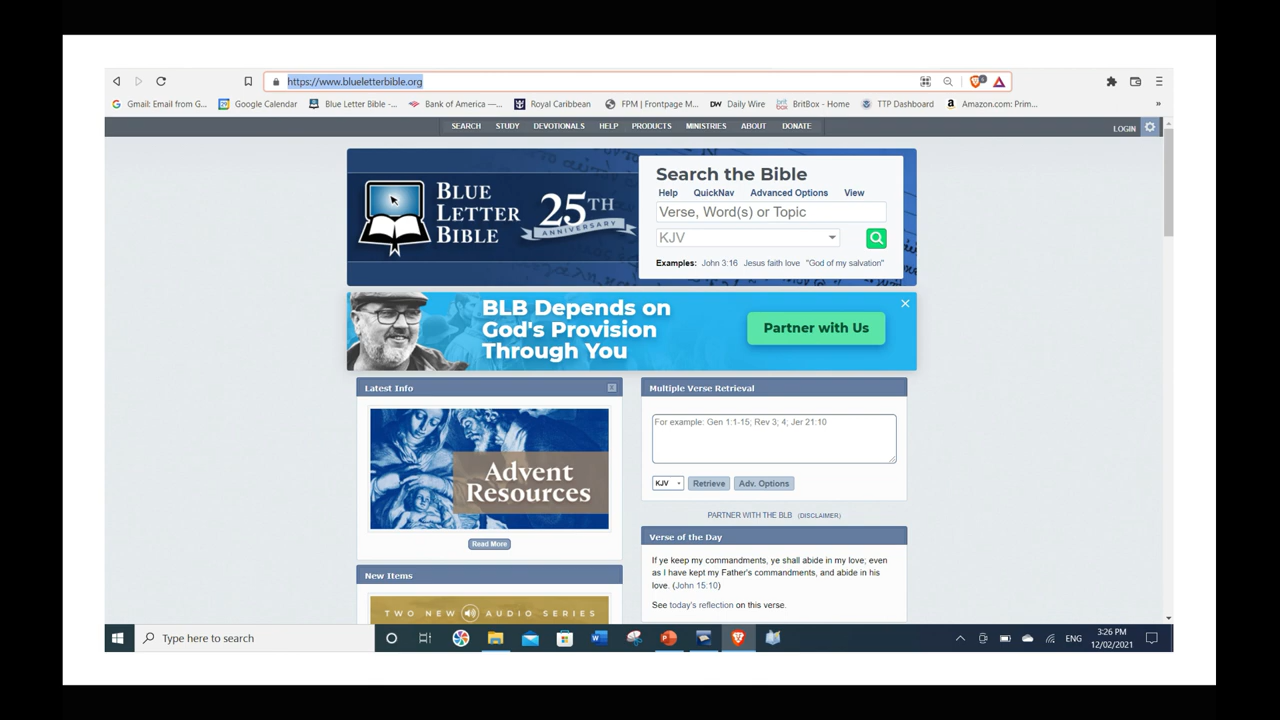 https://www.blueletterbible.org
Gmail: Email from G...
Google Calendar
Blue Letter Bible -...
Bank of America —...
Royal Caribbean
FPM | Frontpage M...
DW Daily Wire
BritBox - Home
TTP Dashboard
Amazon.com: Prim...
»
SEARCH STUDY DEVOTIONALS HELP PRODUCTS MINISTRIES ABOUT DONATE
LOGIN
BLUE
LETTER
BIBLE
25TH
ANNIVERSARY
Search the Bible
Help QuickNav Advanced Options View
Verse, Word(s) or Topic
KJV
Examples: John 3:16 Jesus faith love "God of my salvation"
BLB Depends on
God's Provision
Through You
Partner with Us
Latest Info
Advent
Resources
Read More
New Items
TWO NEW AUDIO SERIES
Multiple Verse Retrieval
For example: Gen 1:1-15; Rev 3, 4; Jer 21:10
KJV Retrieve Adv. Options
PARTNER WITH THE BLB (DISCLAIMER)
Verse of the Day
If ye keep my commandments, ye shall abide in my love; even
as I have kept my Father's commandments, and abide in his
love. (John 15:10)
See today's reflection on this verse.
Type here to search
ENG
3:26 PM
12/02/2021